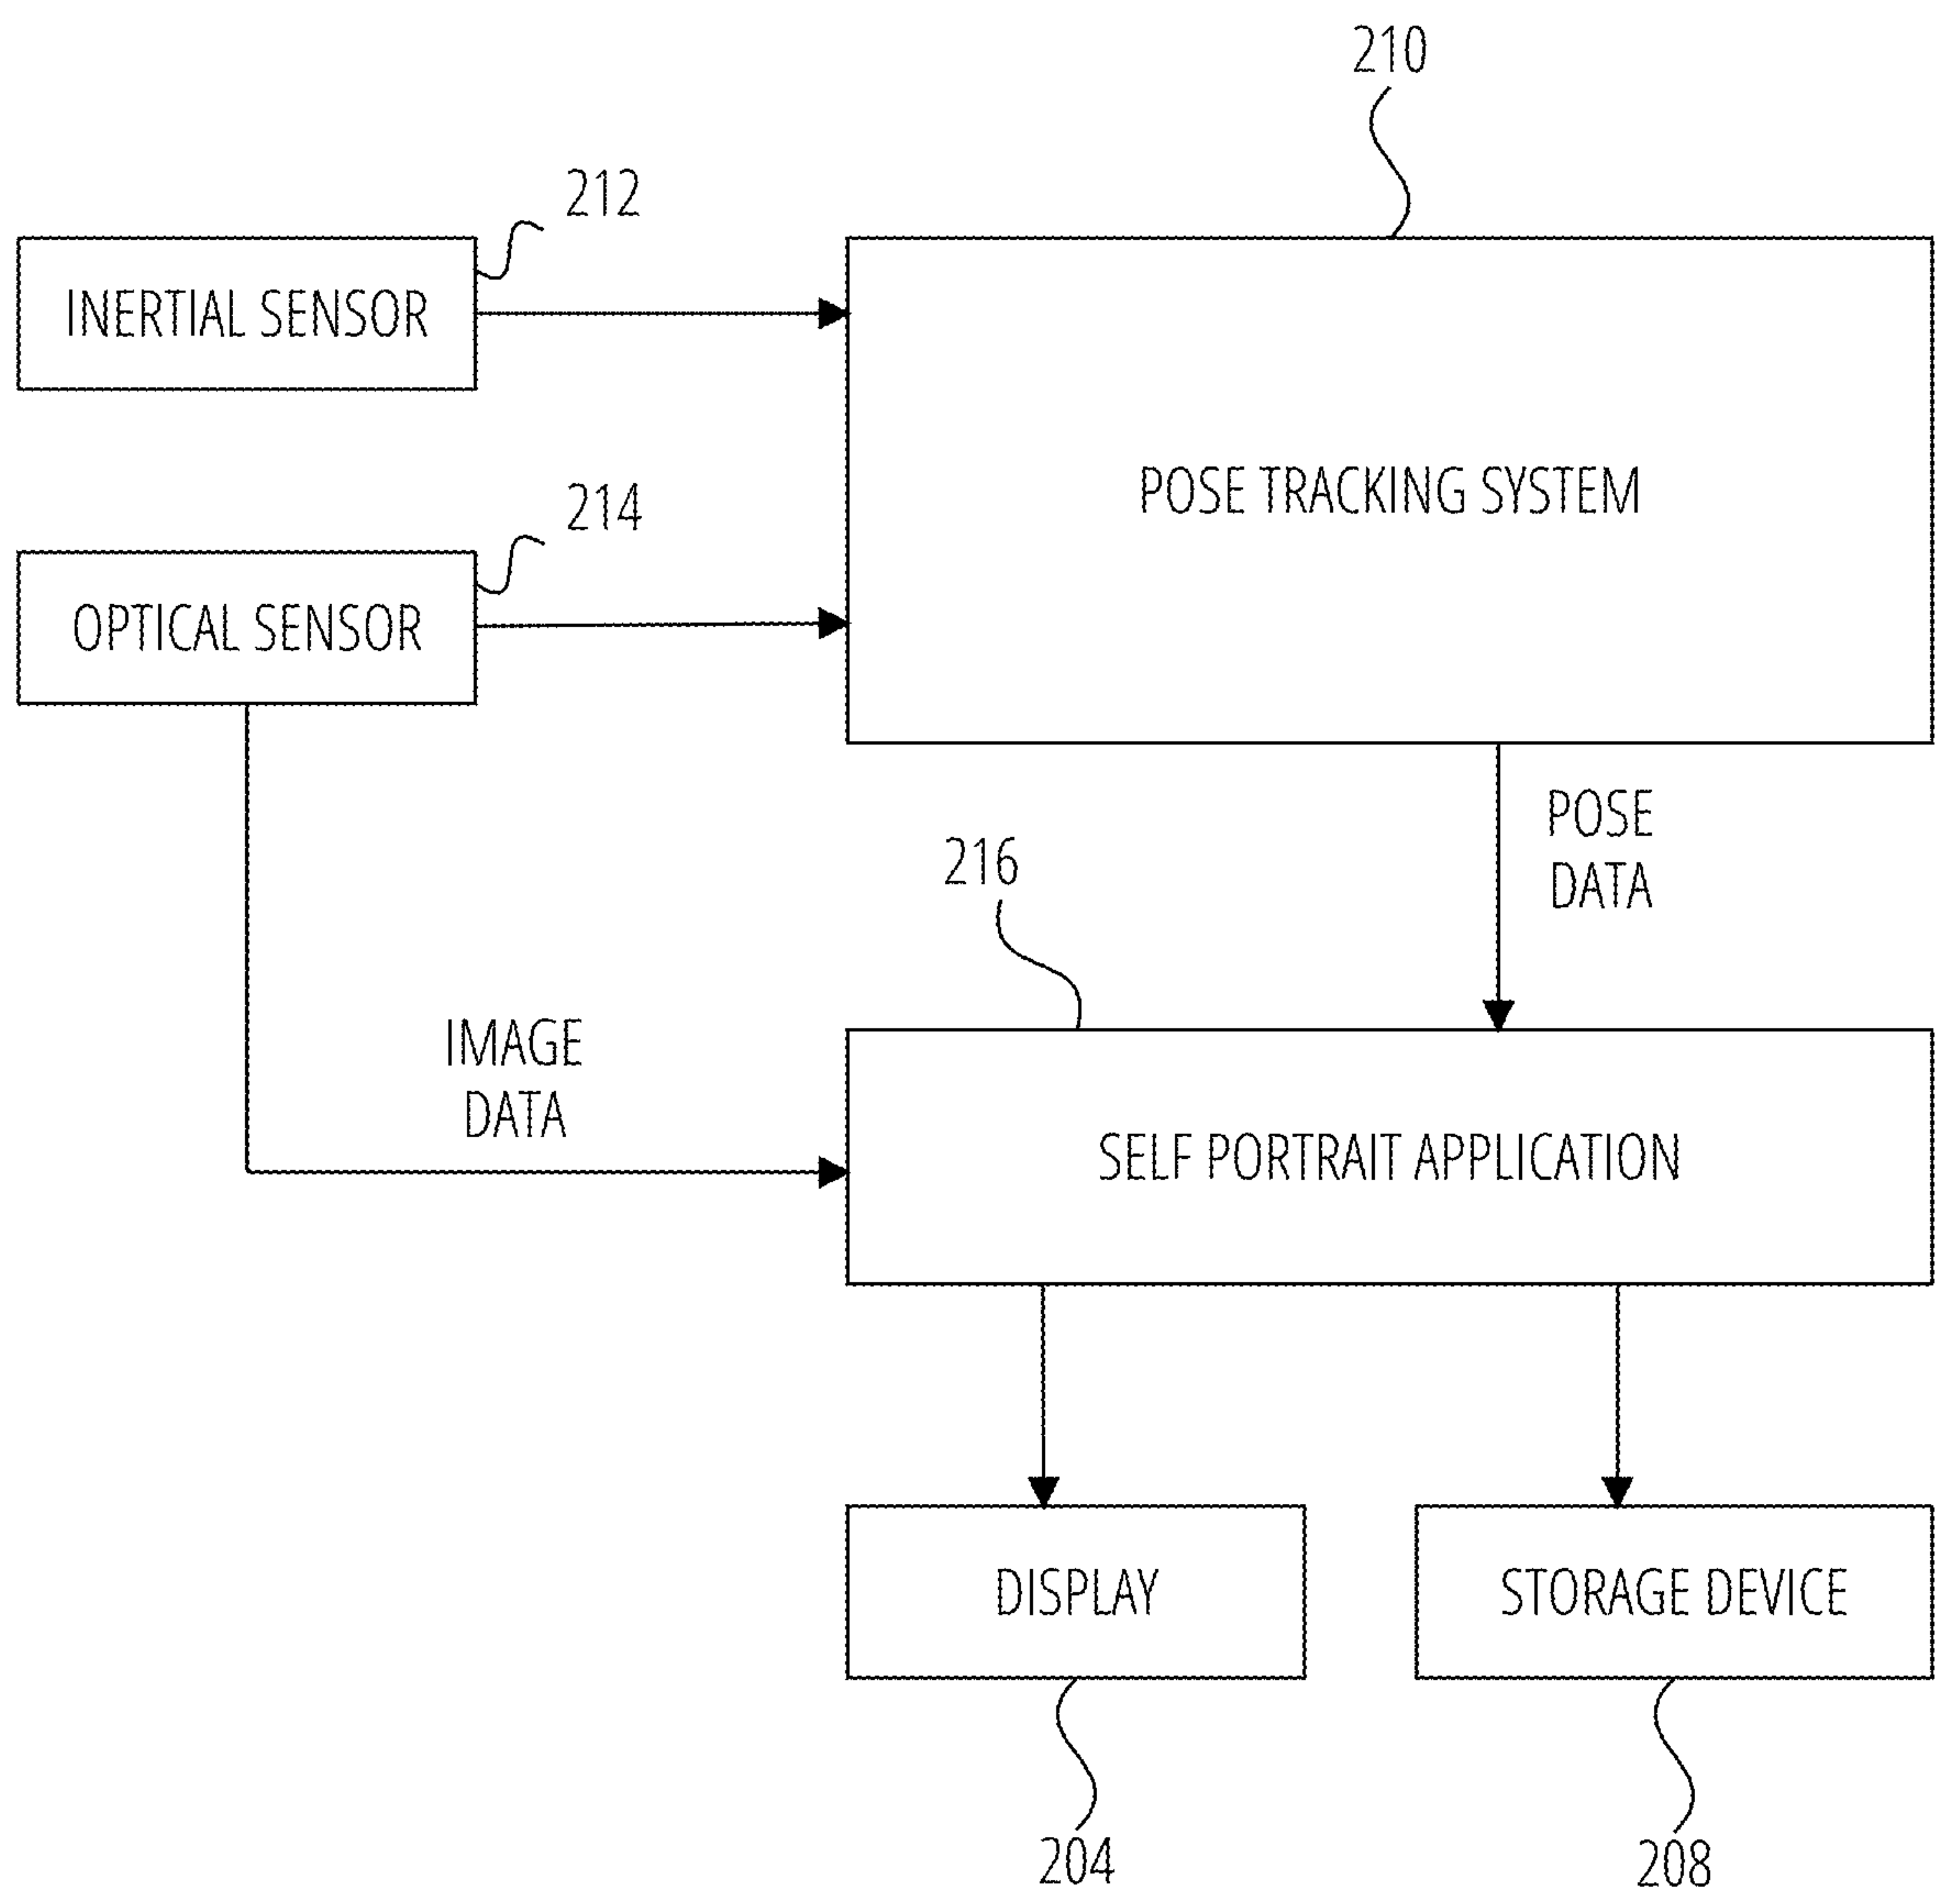 210
212
INERTIAL SENSOR
POSE TRACKING SYSTEM
214
OPTICAL SENSOR
POSE
DATA
216
IMAGE
DATA
SELF PORTRAIT APPLICATION
DISPLAY
STORAGE DEVICE
204
208